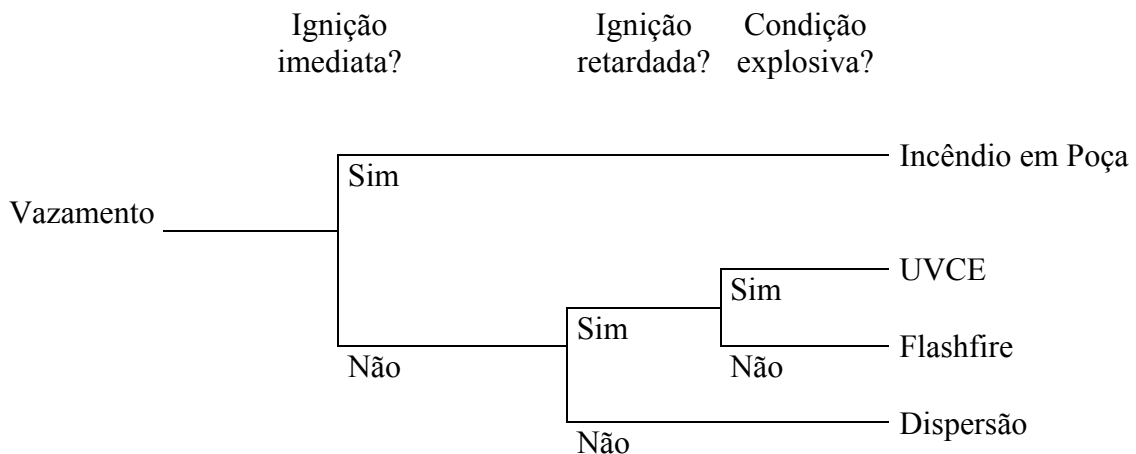 Ignição
imediata?
Ignição
retardada?
Condição
explosiva?
Incêndio em Poça
Sim
Vazamento
UVCE
Sim
Sim
Não
Não
Flashfire
Dispersão
Não